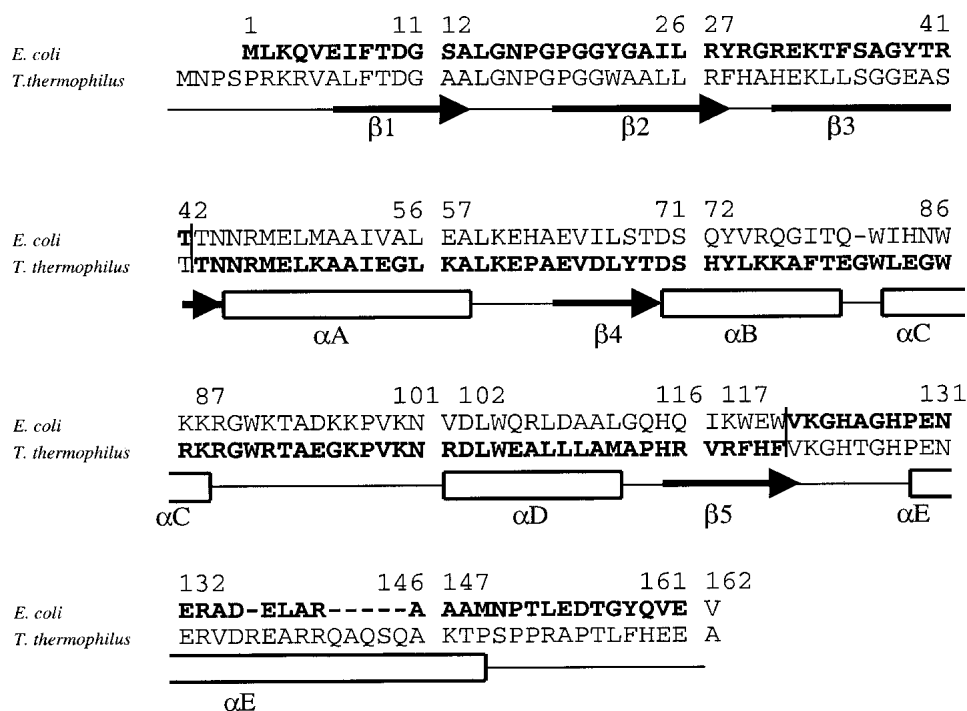 1 11 12 26 27 41
E. coli MLKQVEIFTDG SALGNPGPGGYGAIL RYRGREKTFSAGYTR
T.thermophilus MNPSPRKRVALFTDG AALGNPGPGGWAALL RFHAHEKLLSGGEAS
β1 β2 β3
42 56 57 71 72 86
E. coli TTNNRMELMAAIVAL EALKEHAEVILSTDS QYVRQGITQ-WIHNW
T. thermophilus TTNNRMELKAAIEGL KALKEPAEVDLYTDS HYLKKAFTEGWLEGW
αA β4 αB αC
87 101 102 116 117 131
E. coli KKRGWKTADKKPVKN VDLWQRLDAALGQHQ IKWEWVKGHAGHPEN
T. thermophilus RKRGWRTAEGKPVKN RDLWEALLLAMAPHR VRFHFVKGHTGHPEN
αC αD β5 αE
132 146 147 161 162
E. coli ERAD-ELAR-----A AAMNPTLEDTGYQVE V
T. thermophilus ERVDREARRQAQSQA KTPSPPRAPTLFHEE A
αE